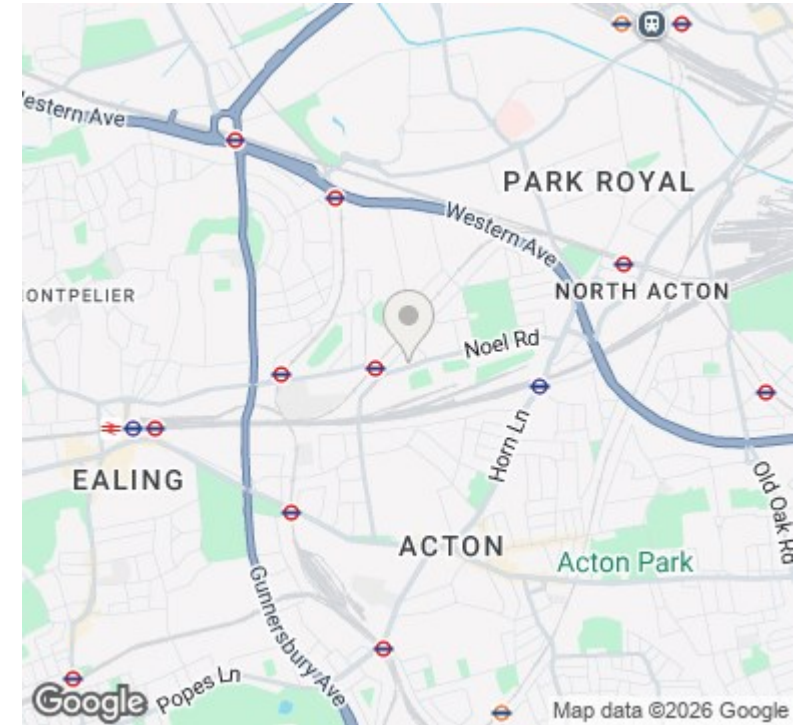 estern Ave
PARK ROYAL
Western Ave
NORTH ACTON
ONTPELIER
Noel Rd
Horn Ln
EALING
Old Oak Rd
ACTON
Acton Park
Gunnersbury Ave
Popes Ln
Google
Map data ©2026 Google